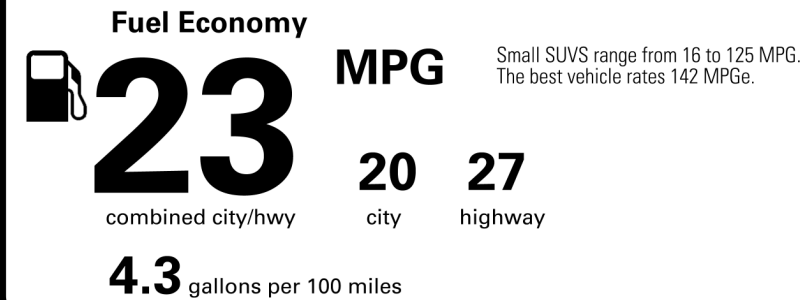 Fuel Economy
23
MPG
Small SUVS range from 16 to 125 MPG.
The best vehicle rates 142 MPGe.
combined city/hwy
20
city
27
highway
4.3 gallons per 100 miles